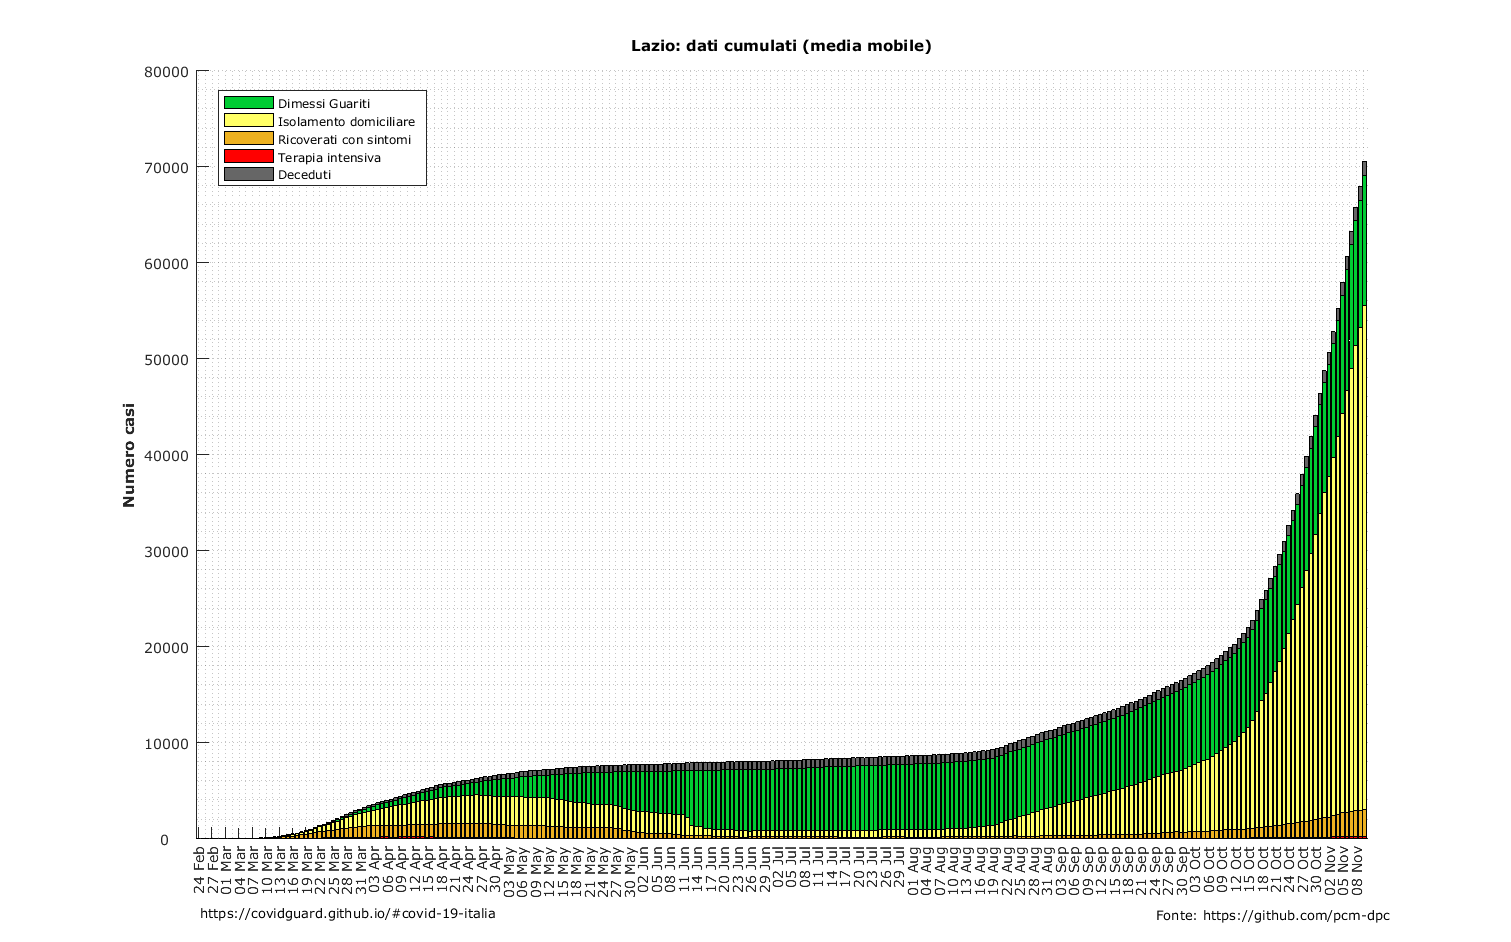 Lazio: dati cumulati (media mobile)
80000
70000
60000
50000
40000
30000
20000
10000
0
Numero casi
Dimessi Guariti
Isolamento domiciliare
Ricoverati con sintomi
Terapia intensiva
Deceduti
24 Feb
27 Feb
01 Mar
04 Mar
07 Mar
10 Mar
13 Mar
16 Mar
19 Mar
22 Mar
25 Mar
28 Mar
31 Mar
03 Apr
06 Apr
09 Apr
12 Apr
15 Apr
18 Apr
21 Apr
24 Apr
27 Apr
30 Apr
03 May
06 May
09 May
12 May
15 May
18 May
21 May
24 May
27 May
30 May
02 Jun
05 Jun
08 Jun
11 Jun
14 Jun
17 Jun
20 Jun
23 Jun
26 Jun
29 Jun
02 Jul
05 Jul
08 Jul
11 Jul
14 Jul
17 Jul
20 Jul
23 Jul
26 Jul
29 Jul
01 Aug
04 Aug
07 Aug
10 Aug
13 Aug
16 Aug
19 Aug
22 Aug
25 Aug
28 Aug
31 Aug
03 Sep
06 Sep
09 Sep
12 Sep
15 Sep
18 Sep
21 Sep
24 Sep
27 Sep
30 Sep
03 Oct
06 Oct
09 Oct
12 Oct
15 Oct
18 Oct
21 Oct
24 Oct
27 Oct
30 Oct
02 Nov
05 Nov
08 Nov
https://covidguard.github.io/#covid-19-italia
Fonte: https://github.com/pcm-dpc